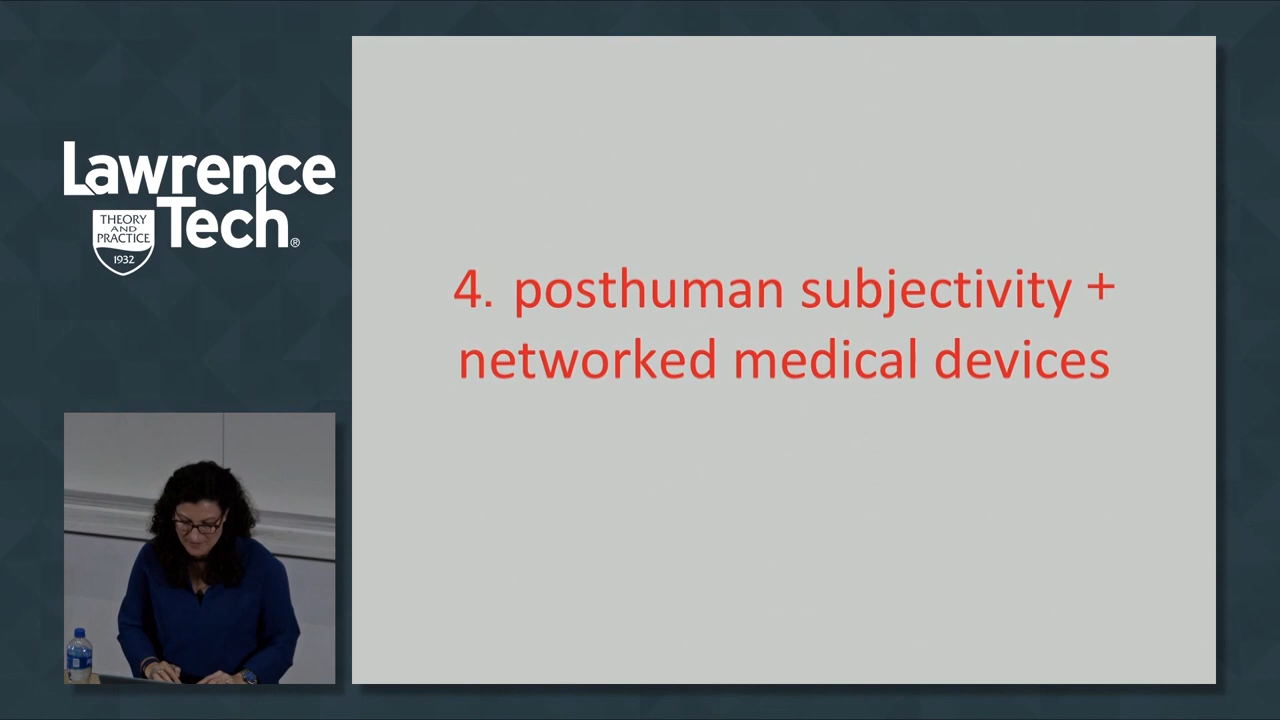 Lawrence
Tech®
THEORY
AND
PRACTICE
1932
4. posthuman subjectivity +
networked medical devices